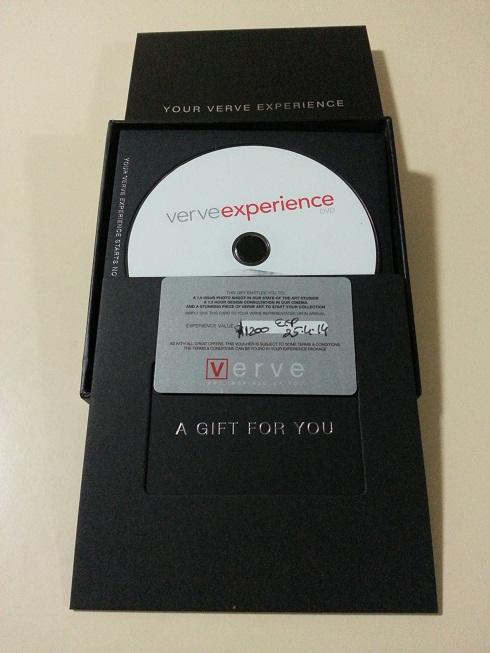 YOUR VERVE EXPERIENCE
YOUR VERVE EXPERIENCE STARTS NO
verveexperience
DVD
THIS GIFT ENTITLES YOU TO:
A 1.5 HOUR PHOTO SHOOT IN OUR STATE OF THE ART STUDIOS
A 1.5 HOUR DESIGN CONSULTATION IN OUR CINEMA
AND A STUNNING PIECE OF VERVE ART TO START YOUR COLLECTION
SIMPLY GIVE THIS CARD TO YOUR VERVE REPRESENTATIVE UPON ARRIVAL
EXPERIENCE VALUE $1200 EXP 25.4.14
AS WITH ALL GREAT OFFERS, THIS VOUCHER IS SUBJECT TO SOME TERMS & CONDITIONS
THE TERMS & CONDITIONS CAN BE FOUND IN YOUR EXPERIENCE PACKAGE
Verve
ART INSPIRED BY YOU
A GIFT FOR YOU